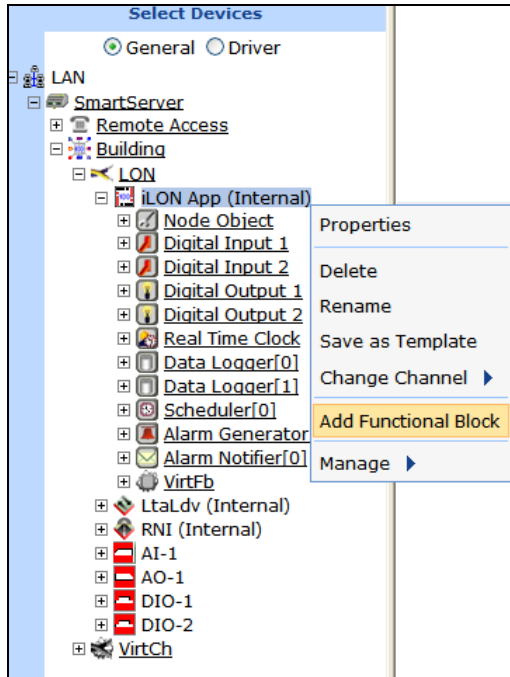 Select Devices
General Driver
LAN
SmartServer
Remote Access
Building
LON
iLON App (Internal)
Node Object
Digital Input 1
Digital Input 2
Digital Output 1
Digital Output 2
Real Time Clock
Data Logger[0]
Data Logger[1]
Scheduler[0]
Alarm Generator
Alarm Notifier[0]
VirtFb
LtaLdv (Internal)
RNI (Internal)
AI-1
AO-1
DIO-1
DIO-2
VirtCh
Properties
Delete
Rename
Save as Template
Change Channel
Add Functional Block
Manage